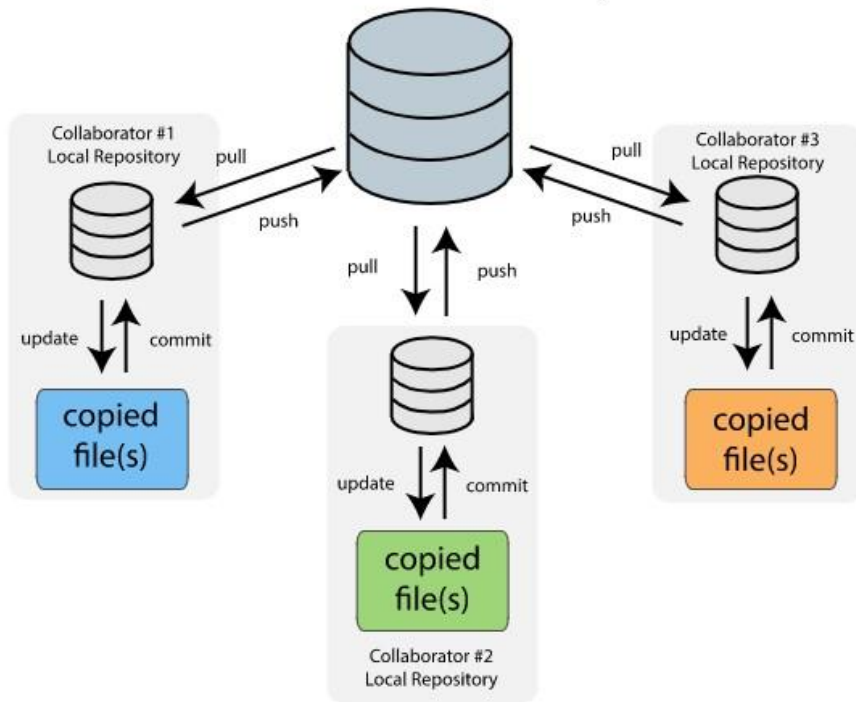 Collaborator #1
Local Repository
pull
push
update
commit
copied
file(s)
pull
push
update
commit
copied
file(s)
Collaborator #2
Local Repository
Collaborator #3
Local Repository
pull
push
update
commit
copied
file(s)